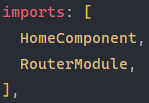 imports: [
HomeComponent,
RouterModule,
],